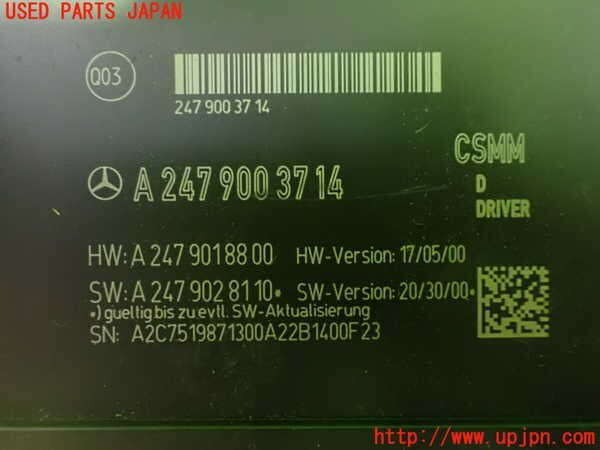 USED PARTS JAPAN
Q03
247 900 37 14
CSMM
A 247 900 37 14
D
DRIVER
HW: A 247 901 88 00 HW-Version: 17/05/00
SW: A 247 902 81 10• SW-Version: 20/30/00•
•) gueltig bis zu evtl. SW-Aktualisierung
SN: A2C7519871300A22B1400F23
http://www.upjpn.com/